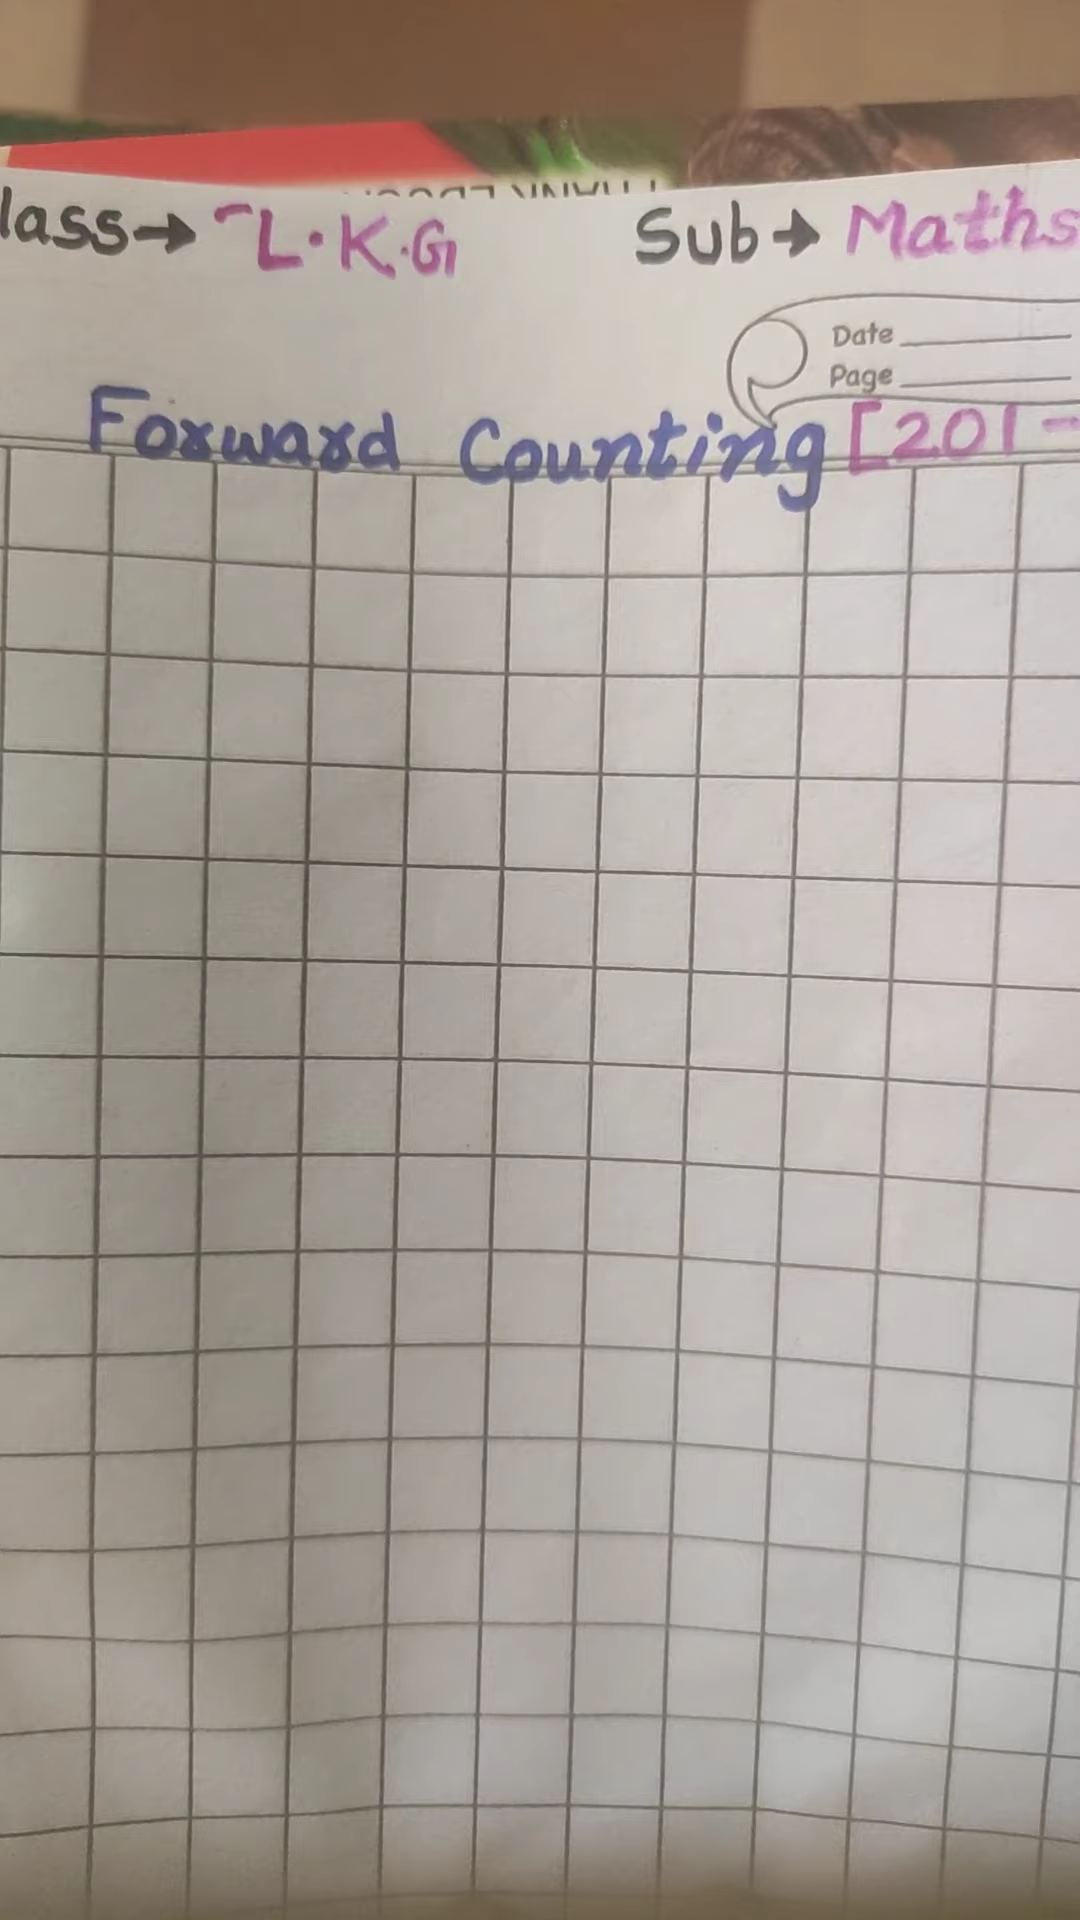 lass→ L.K.G Sub→ Maths
Date
Page
Forward Counting [201-